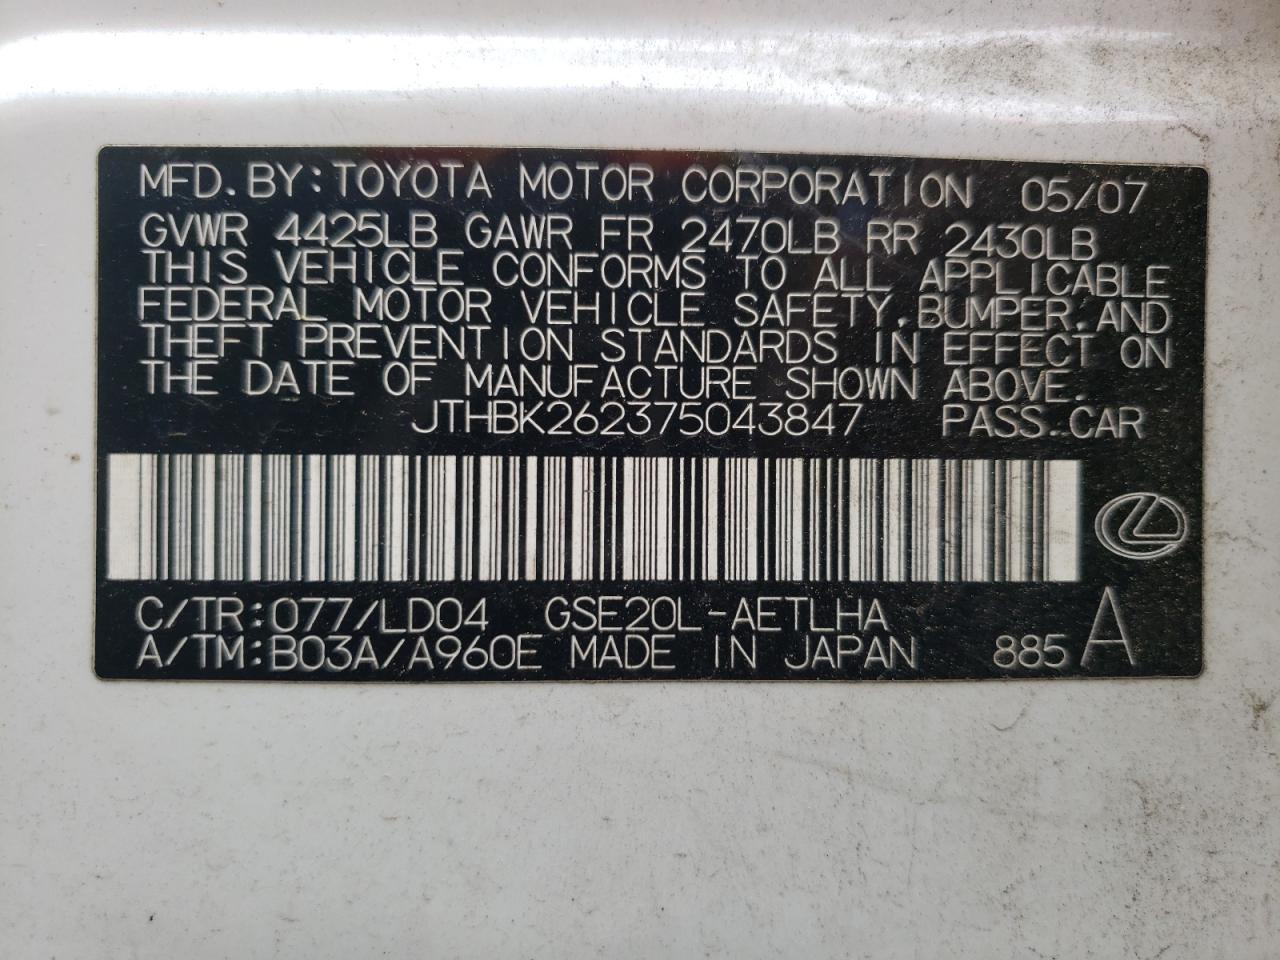 MFD. BY: TOYOTA MOTOR CORPORATION 05/07
GVWR 4425LB GAWR FR 2470LB RR 2430LB
THIS VEHICLE CONFORMS TO ALL APPLICABLE
FEDERAL MOTOR VEHICLE SAFETY, BUMPER, AND
THEFT PREVENTION STANDARDS IN EFFECT ON
THE DATE OF MANUFACTURE SHOWN ABOVE.
JTHBK262375043847 PASS. CAR
C/TR: 077/LD04 GSE20L-AETLHA
A/TM: B03A/A960E MADE IN JAPAN 885 A